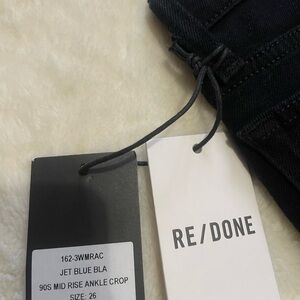 162-3WMRAC
JET BLUE BLA
90S MID RISE ANKLE CROP
SIZE: 26
RE/DONE